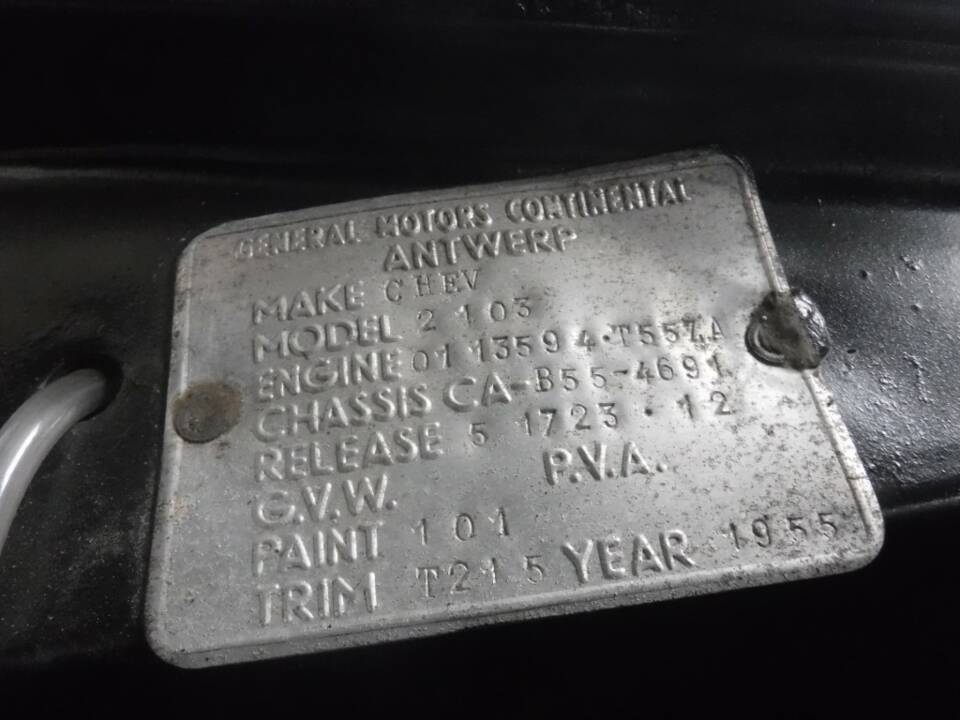 GENERAL MOTORS CONTINENTAL
ANTWERP
MAKE CHEV
MODEL 2103
ENGINE 01 13594·T55ZA
CHASSIS CA-B55-4691
RELEASE 5 1723·12
G.V.W. P.V.A.
PAINT 101
TRIM T215 YEAR 1955